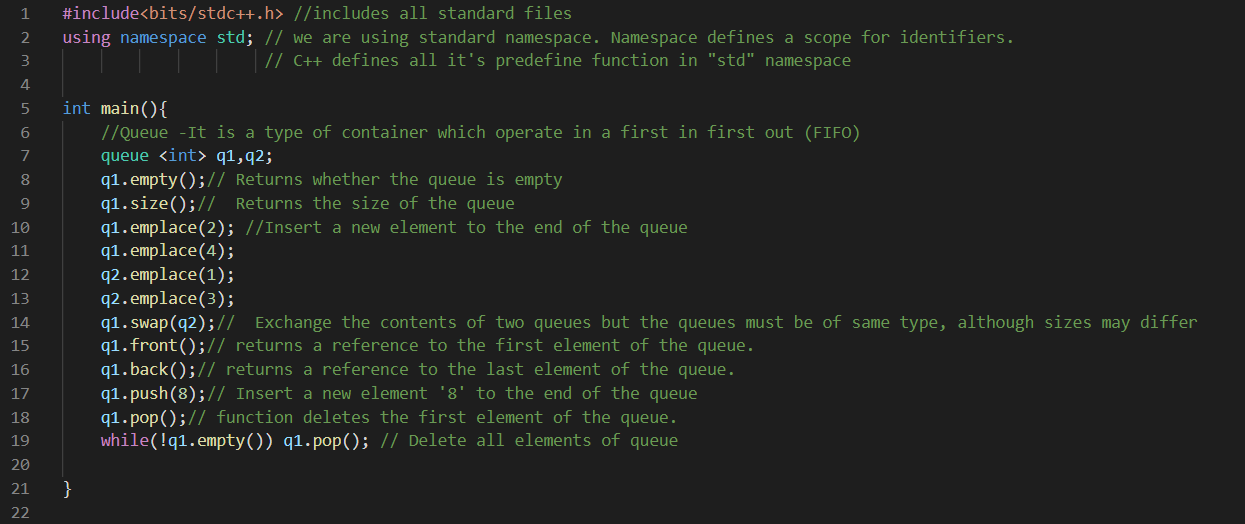 1 #include<bits/stdc++.h> //includes all standard files
2 using namespace std; // we are using standard namespace. Namespace defines a scope for identifiers.
3 // C++ defines all it's predefine function in "std" namespace
4
5 int main(){
6 //Queue -It is a type of container which operate in a first in first out (FIFO)
7 queue <int> q1,q2;
8 q1.empty();// Returns whether the queue is empty
9 q1.size();//  Returns the size of the queue
10 q1.emplace(2); //Insert a new element to the end of the queue
11 q1.emplace(4);
12 q2.emplace(1);
13 q2.emplace(3);
14 q1.swap(q2);//  Exchange the contents of two queues but the queues must be of same type, although sizes may differ
15 q1.front();// returns a reference to the first element of the queue.
16 q1.back();// returns a reference to the last element of the queue.
17 q1.push(8);// Insert a new element '8' to the end of the queue
18 q1.pop();// function deletes the first element of the queue.
19 while(!q1.empty()) q1.pop(); // Delete all elements of queue
20
21 }
22